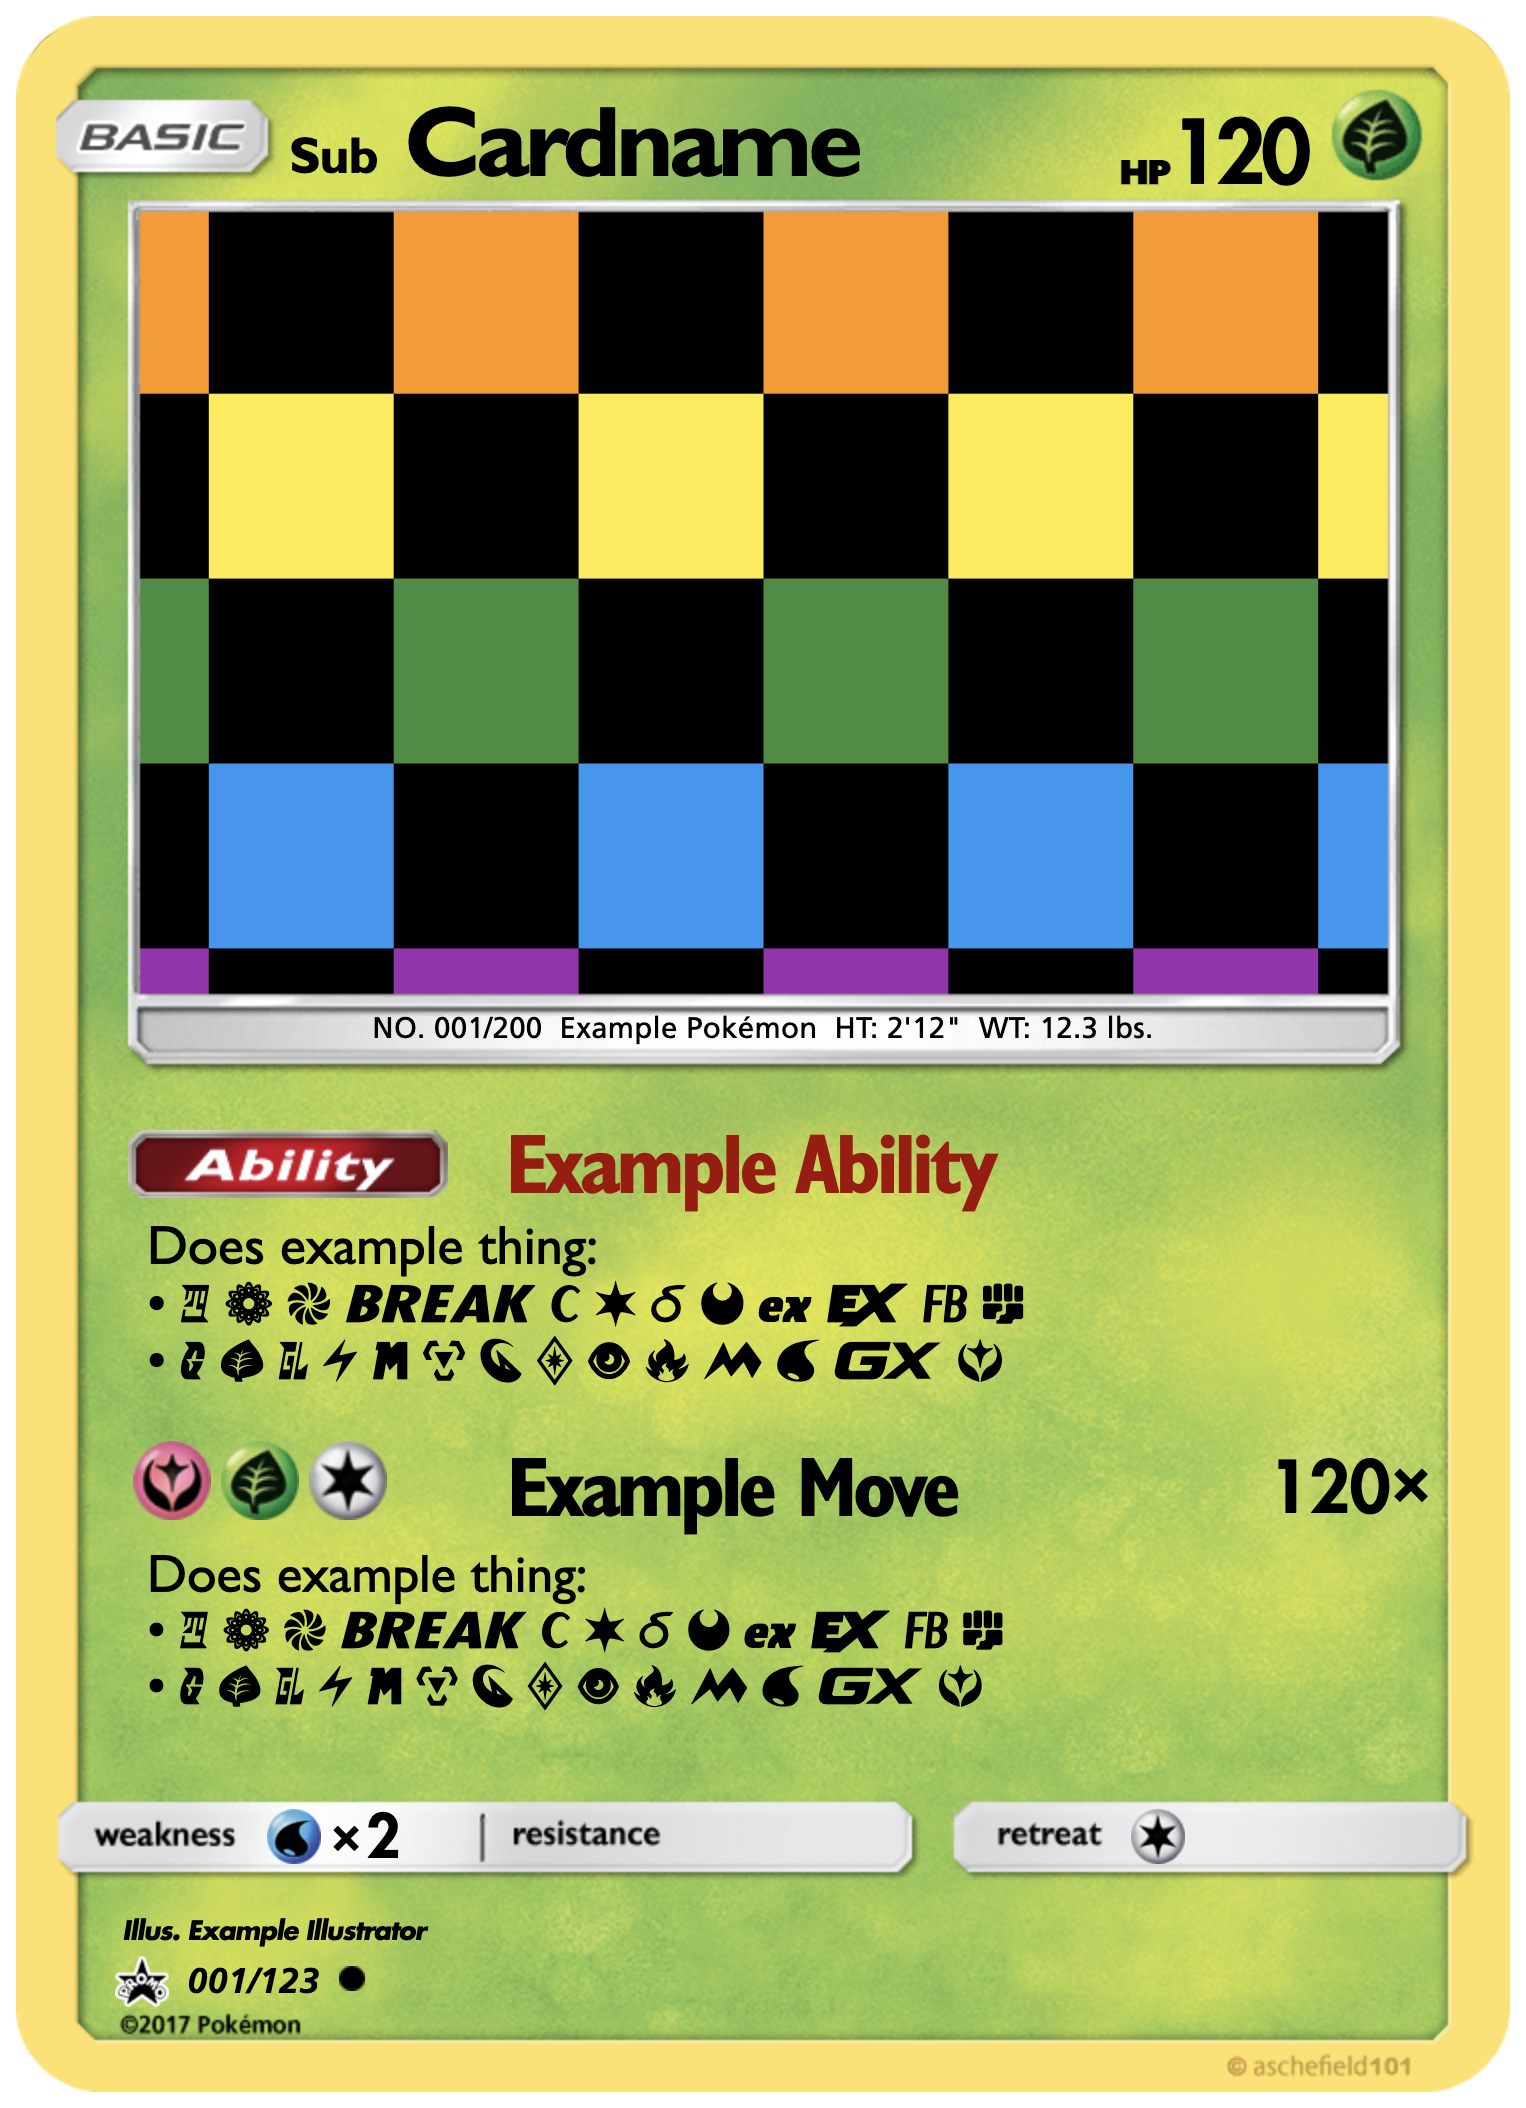 BASIC Sub Cardname HP 120
NO. 001/200 Example Pokémon HT: 2'12" WT: 12.3 lbs.
Ability Example Ability
Does example thing:
• BREAK C ex EX FB
• G GL M GX
Example Move 120×
Does example thing:
• BREAK C ex EX FB
• G GL M GX
weakness ×2 resistance retreat
Illus. Example Illustrator
PROMO 001/123
©2017 Pokémon
© aschefield101